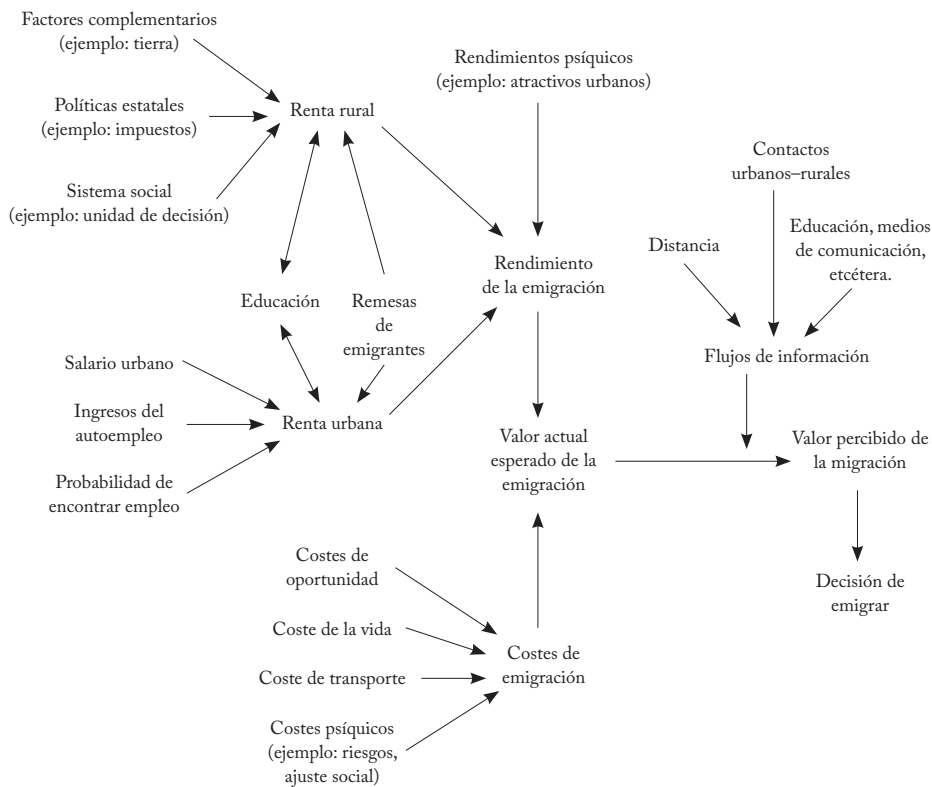 Factores complementarios
(ejemplo: tierra)
Rendimientos psíquicos
(ejemplo: atractivos urbanos)
Políticas estatales
(ejemplo: impuestos)
Renta rural
Contactos
urbanos–rurales
Sistema social
(ejemplo: unidad de decisión)
Distancia
Educación, medios
de comunicación,
etcétera.
Rendimiento
de la emigración
Educación
Remesas
de
emigrantes
Flujos de información
Salario urbano
Ingresos del
autoempleo
Renta urbana
Probabilidad de
encontrar empleo
Valor actual
esperado de la
emigración
Valor percibido de
la migración
Costes de
oportunidad
Decisión de
emigrar
Coste de la vida
Costes de
emigración
Coste de transporte
Costes psíquicos
(ejemplo: riesgos,
ajuste social)